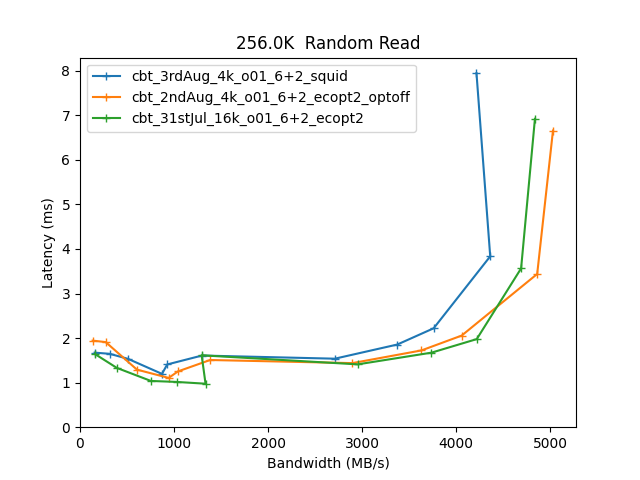 256.0K  Random Read
cbt_3rdAug_4k_o01_6+2_squid
cbt_2ndAug_4k_o01_6+2_ecopt2_optoff
cbt_31stJul_16k_o01_6+2_ecopt2
Latency (ms)
8
7
6
5
4
3
2
1
0
0 1000 2000 3000 4000 5000
Bandwidth (MB/s)